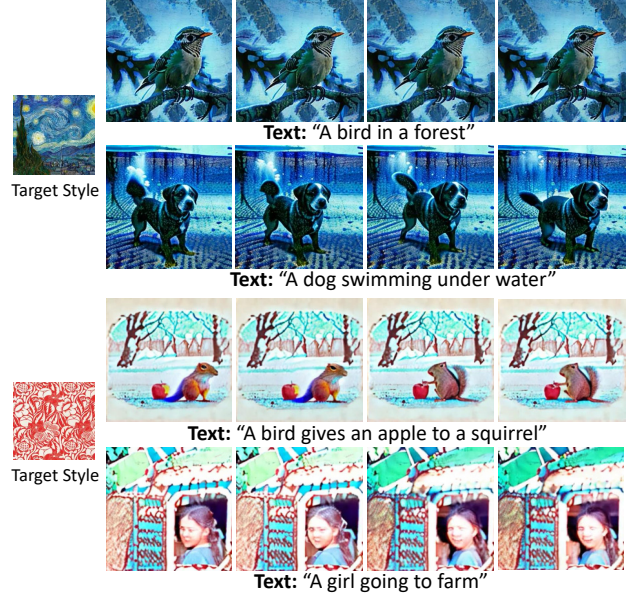 Text: “A bird in a forest”
Target Style
Text: “A dog swimming under water”
Text: “A bird gives an apple to a squirrel”
Target Style
Text: “A girl going to farm”